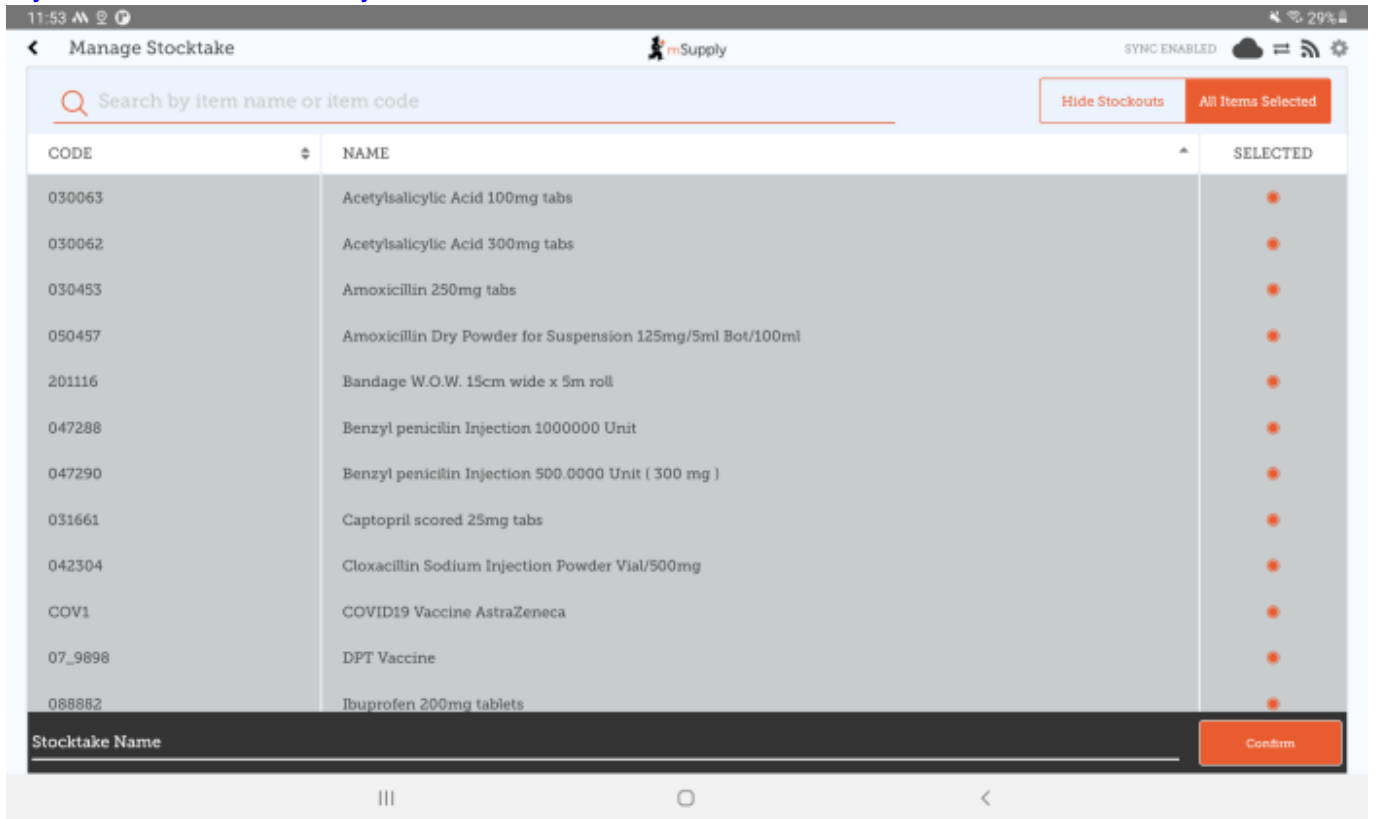 11:53 29%
Manage Stocktake mSupply SYNC ENABLED
Search by item name or item code Hide Stockouts All Items Selected
CODE NAME SELECTED
030063 Acetylsalicylic Acid 100mg tabs
030062 Acetylsalicylic Acid 300mg tabs
030453 Amoxicillin 250mg tabs
050457 Amoxicillin Dry Powder for Suspension 125mg/5ml Bot/100ml
201116 Bandage W.O.W. 15cm wide x 5m roll
047288 Benzyl penicilin Injection 1000000 Unit
047290 Benzyl penicilin Injection 500.0000 Unit ( 300 mg )
031661 Captopril scored 25mg tabs
042304 Cloxacillin Sodium Injection Powder Vial/500mg
COV1 COVID19 Vaccine AstraZeneca
07_9898 DPT Vaccine
088882 Ibuprofen 200mg tablets
Stocktake Name Confirm